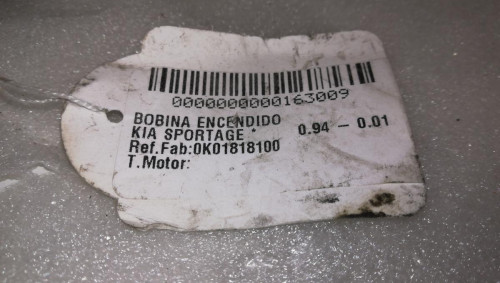 0000000000163009
BOBINA ENCENDIDO
KIA SPORTAGE * 0.94 - 0.01
Ref.Fab:0K01818100
T.Motor: